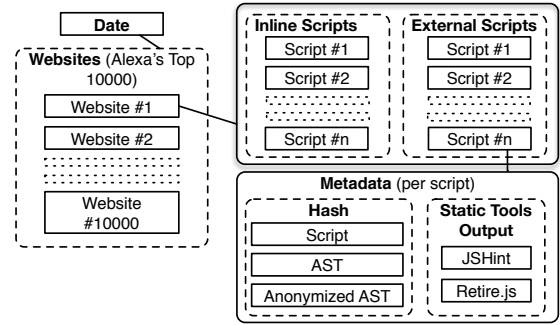 Date
Websites (Alexa's Top
10000)
Website #1
Website #2
Website
#10000
Inline Scripts
Script #1
Script #2
Script #n
External Scripts
Script #1
Script #2
Script #n
Metadata (per script)
Hash
Script
AST
Anonymized AST
Static Tools
Output
JSHint
Retire.js